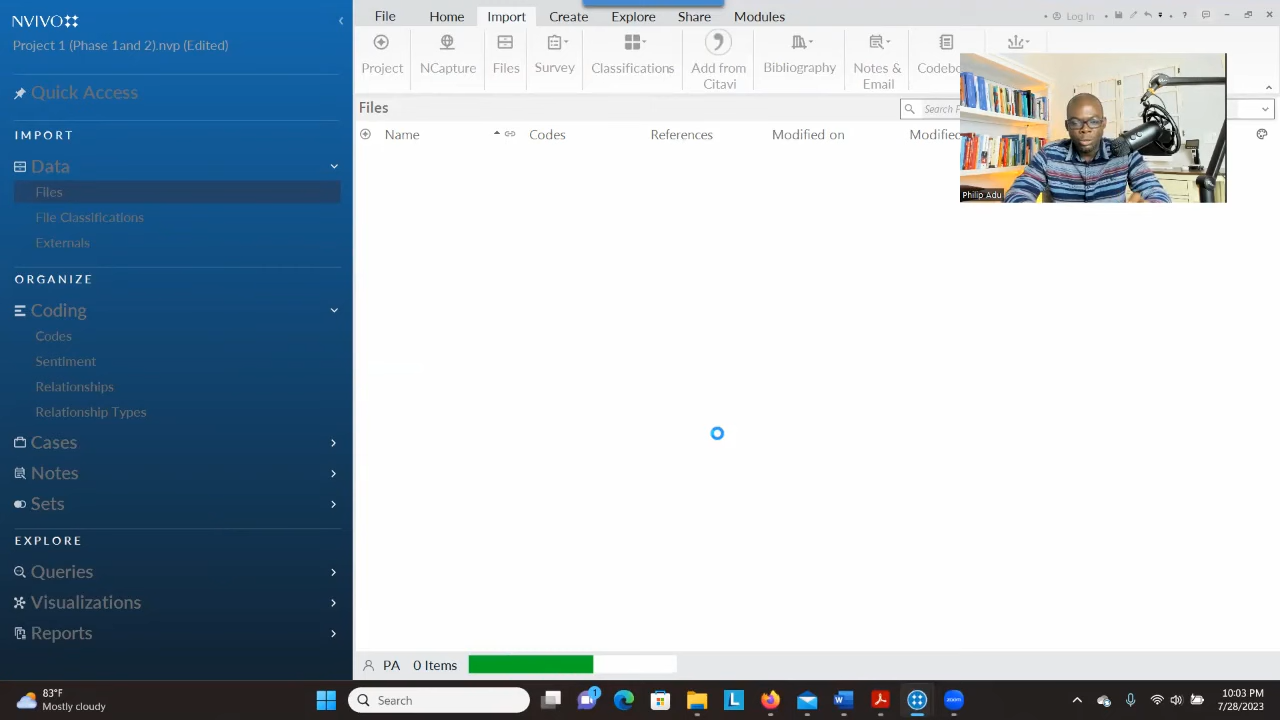 NVIVO
Project 1 (Phase 1and 2).nvp (Edited)
Quick Access
IMPORT
Data
Files
File Classifications
Externals
ORGANIZE
Coding
Codes
Sentiment
Relationships
Relationship Types
Cases
Notes
Sets
EXPLORE
Queries
Visualizations
Reports
File Home Import Create Explore Share Modules
Log In
Project NCapture Files Survey Classifications Add from Citavi Bibliography Notes & Email
Files
Search
Name Codes References Modified on
Philip Adu
PA 0 Items
83°F
Mostly cloudy
Search
1
10:03 PM
7/28/2023